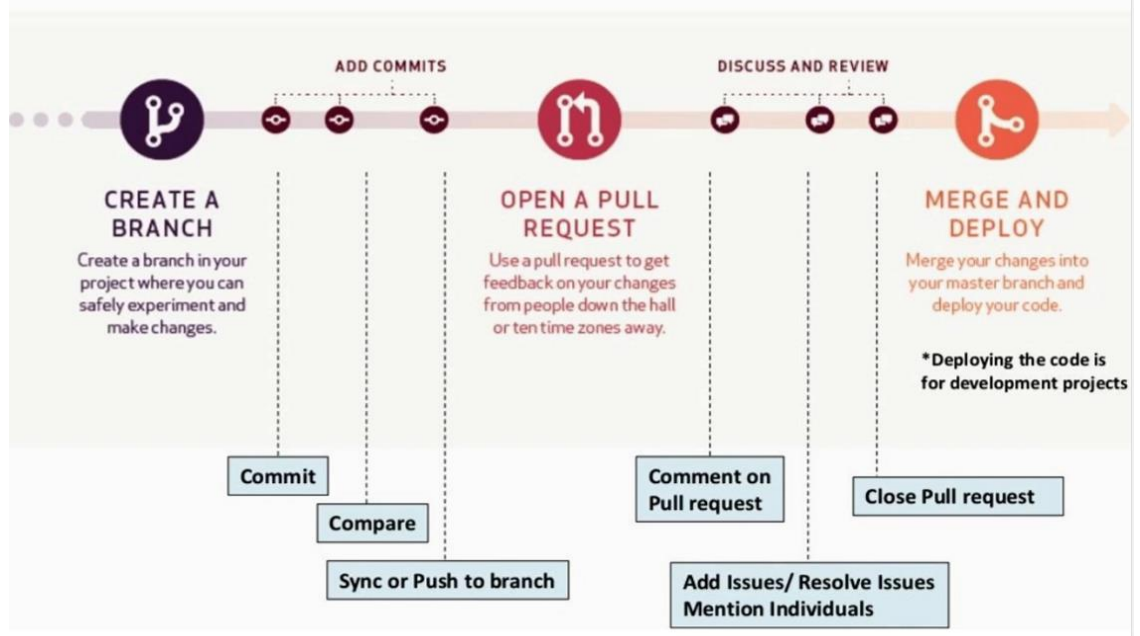 ADD COMMITS
DISCUSS AND REVIEW
CREATE A
BRANCH
Create a branch in your
project where you can
safely experiment and
make changes.
OPEN A PULL
REQUEST
Use a pull request to get
feedback on your changes
from people down the hall
or ten time zones away.
MERGE AND
DEPLOY
Merge your changes into
your master branch and
deploy your code.
*Deploying the code is
for development projects
Commit
Compare
Sync or Push to branch
Comment on
Pull request
Close Pull request
Add Issues/ Resolve Issues
Mention Individuals